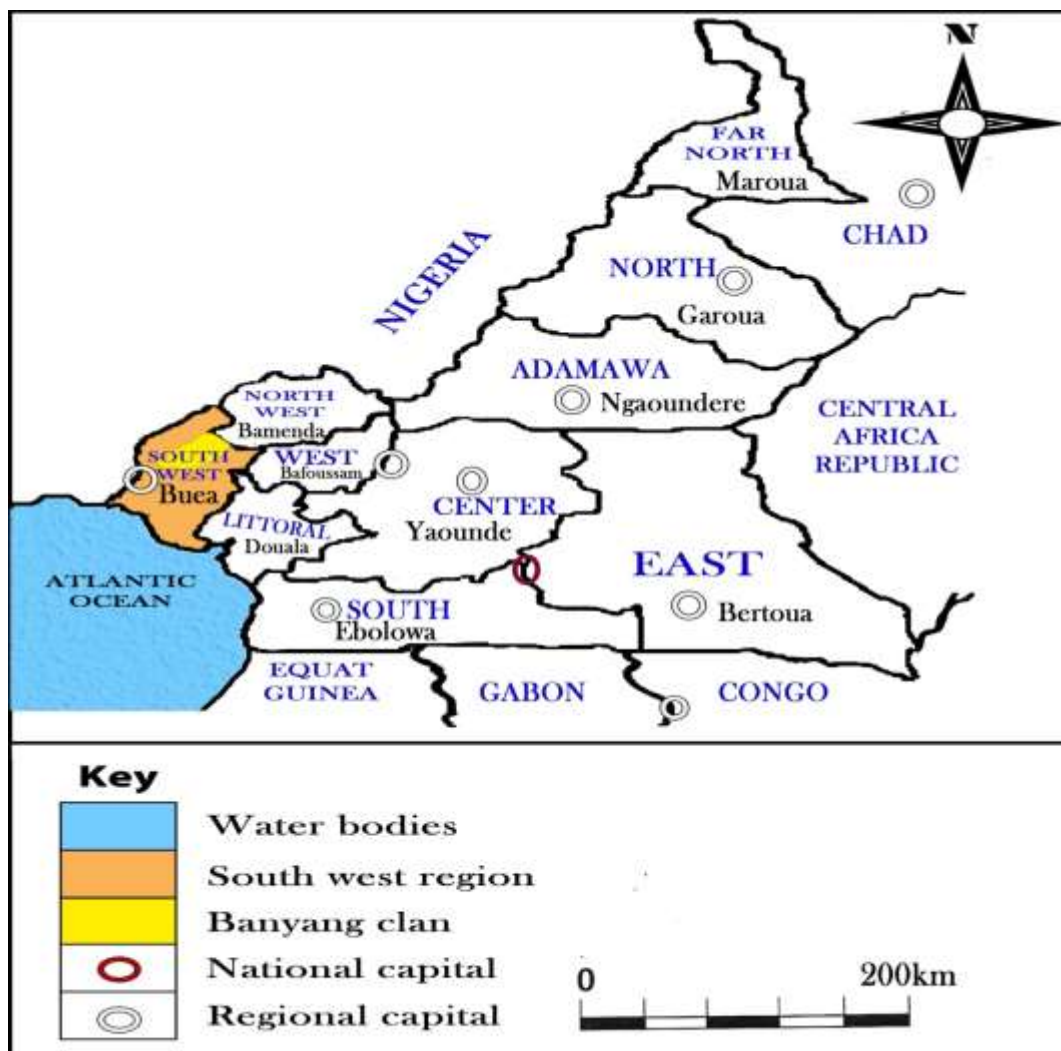 N
FAR
NORTH
Maroua
CHAD
NIGERIA
NORTH
Garoua
ADAMAWA
Ngaoundere
NORTH
WEST
Bamenda
CENTRAL
AFRICA
REPUBLIC
SOUTH
WEST
Buea
WEST
Bafoussam
CENTER
Yaounde
LITTORAL
Douala
EAST
Bertoua
ATLANTIC
OCEAN
SOUTH
Ebolowa
EQUAT
GUINEA
GABON
CONGO
Key
Water bodies
South west region
Banyang clan
National capital
Regional capital
0 200km